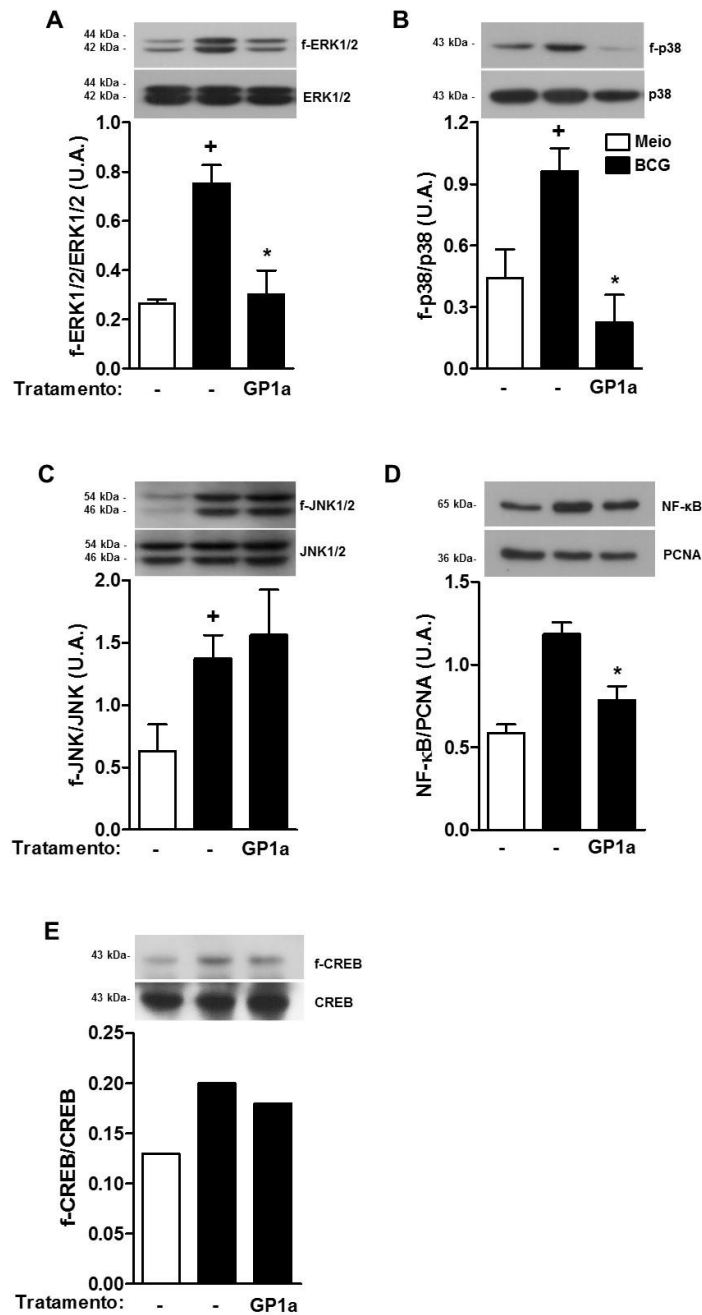 A
44 kDa -
42 kDa -
f-ERK1/2
44 kDa -
42 kDa -
ERK1/2
f-ERK1/2/ERK1/2 (U.A.)
1.0
0.8
0.6
0.4
0.2
0.0
+
*
Tratamento: - - GP1a
B
43 kDa -
f-p38
43 kDa -
p38
f-p38/p38 (U.A.)
1.2
0.9
0.6
0.3
0.0
+
*
Meio
BCG
- - GP1a
C
54 kDa -
46 kDa -
f-JNK1/2
54 kDa -
46 kDa -
JNK1/2
f-JNK/JNK (U.A.)
2.0
1.5
1.0
0.5
0.0
+
Tratamento: - - GP1a
D
65 kDa-
NF-κB
36 kDa -
PCNA
NF-κB/PCNA (U.A.)
1.5
1.0
0.5
0.0
*
- - GP1a
E
43 kDa-
f-CREB
43 kDa-
CREB
f-CREB/CREB
0.25
0.20
0.15
0.10
0.05
0.00
Tratamento: - - GP1a